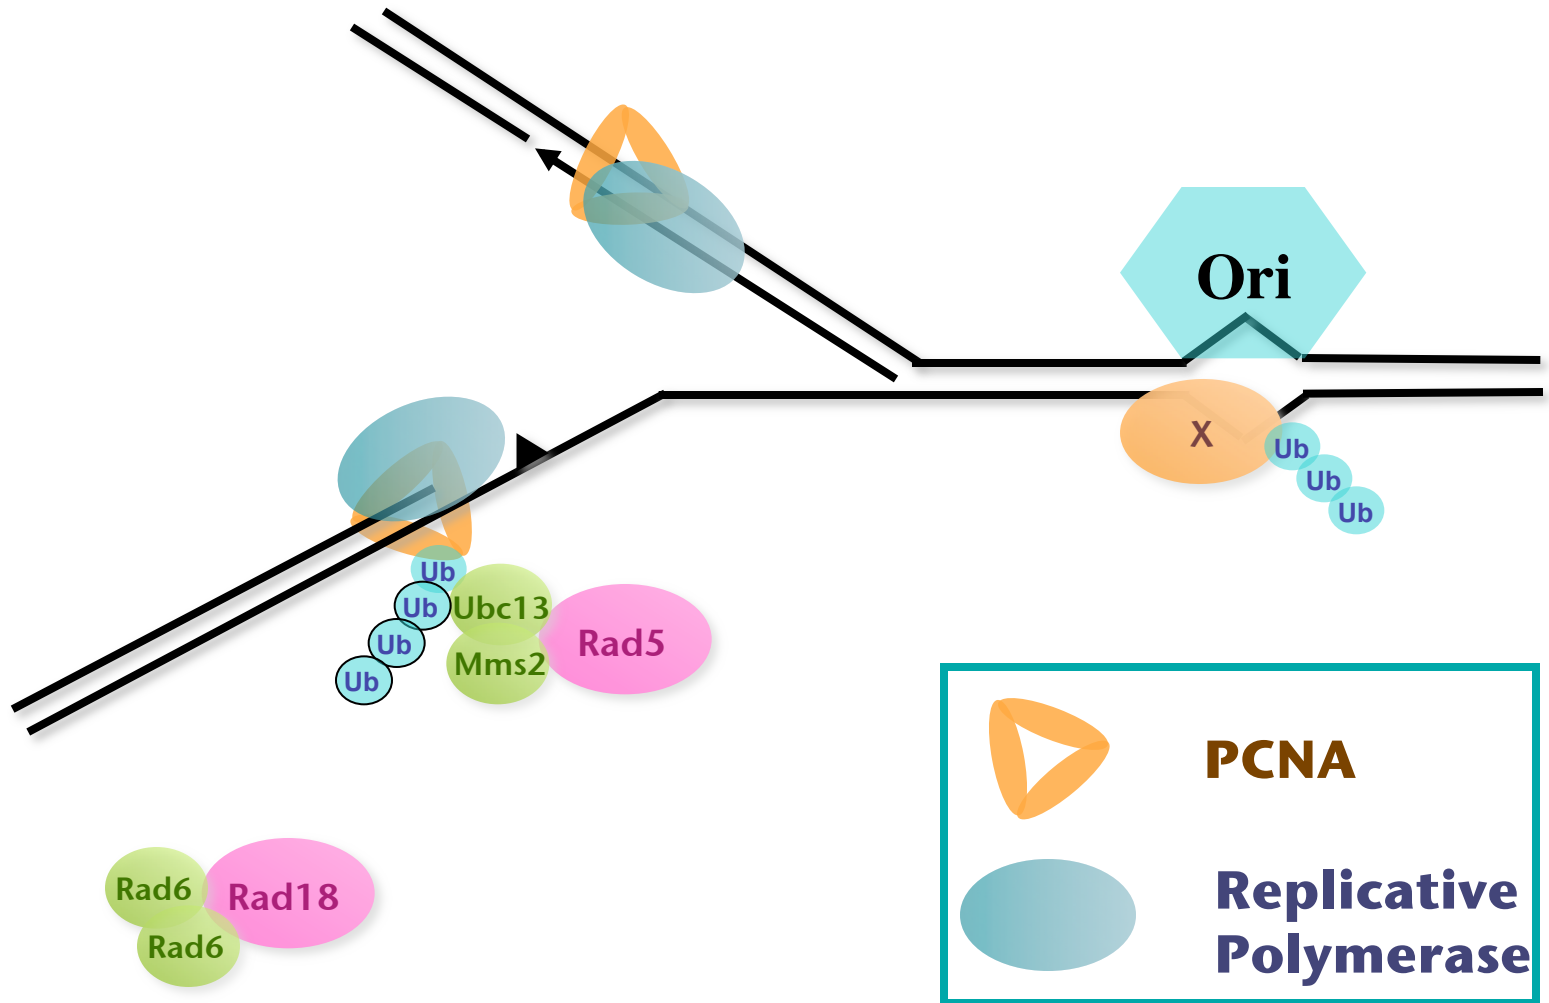 Ori
X
Ub
Ub
Ub
Ub
Ub
Ub
Ub
Ubc13
Mms2
Rad5
PCNA
Rad6
Rad18
Rad6
Replicative
Polymerase